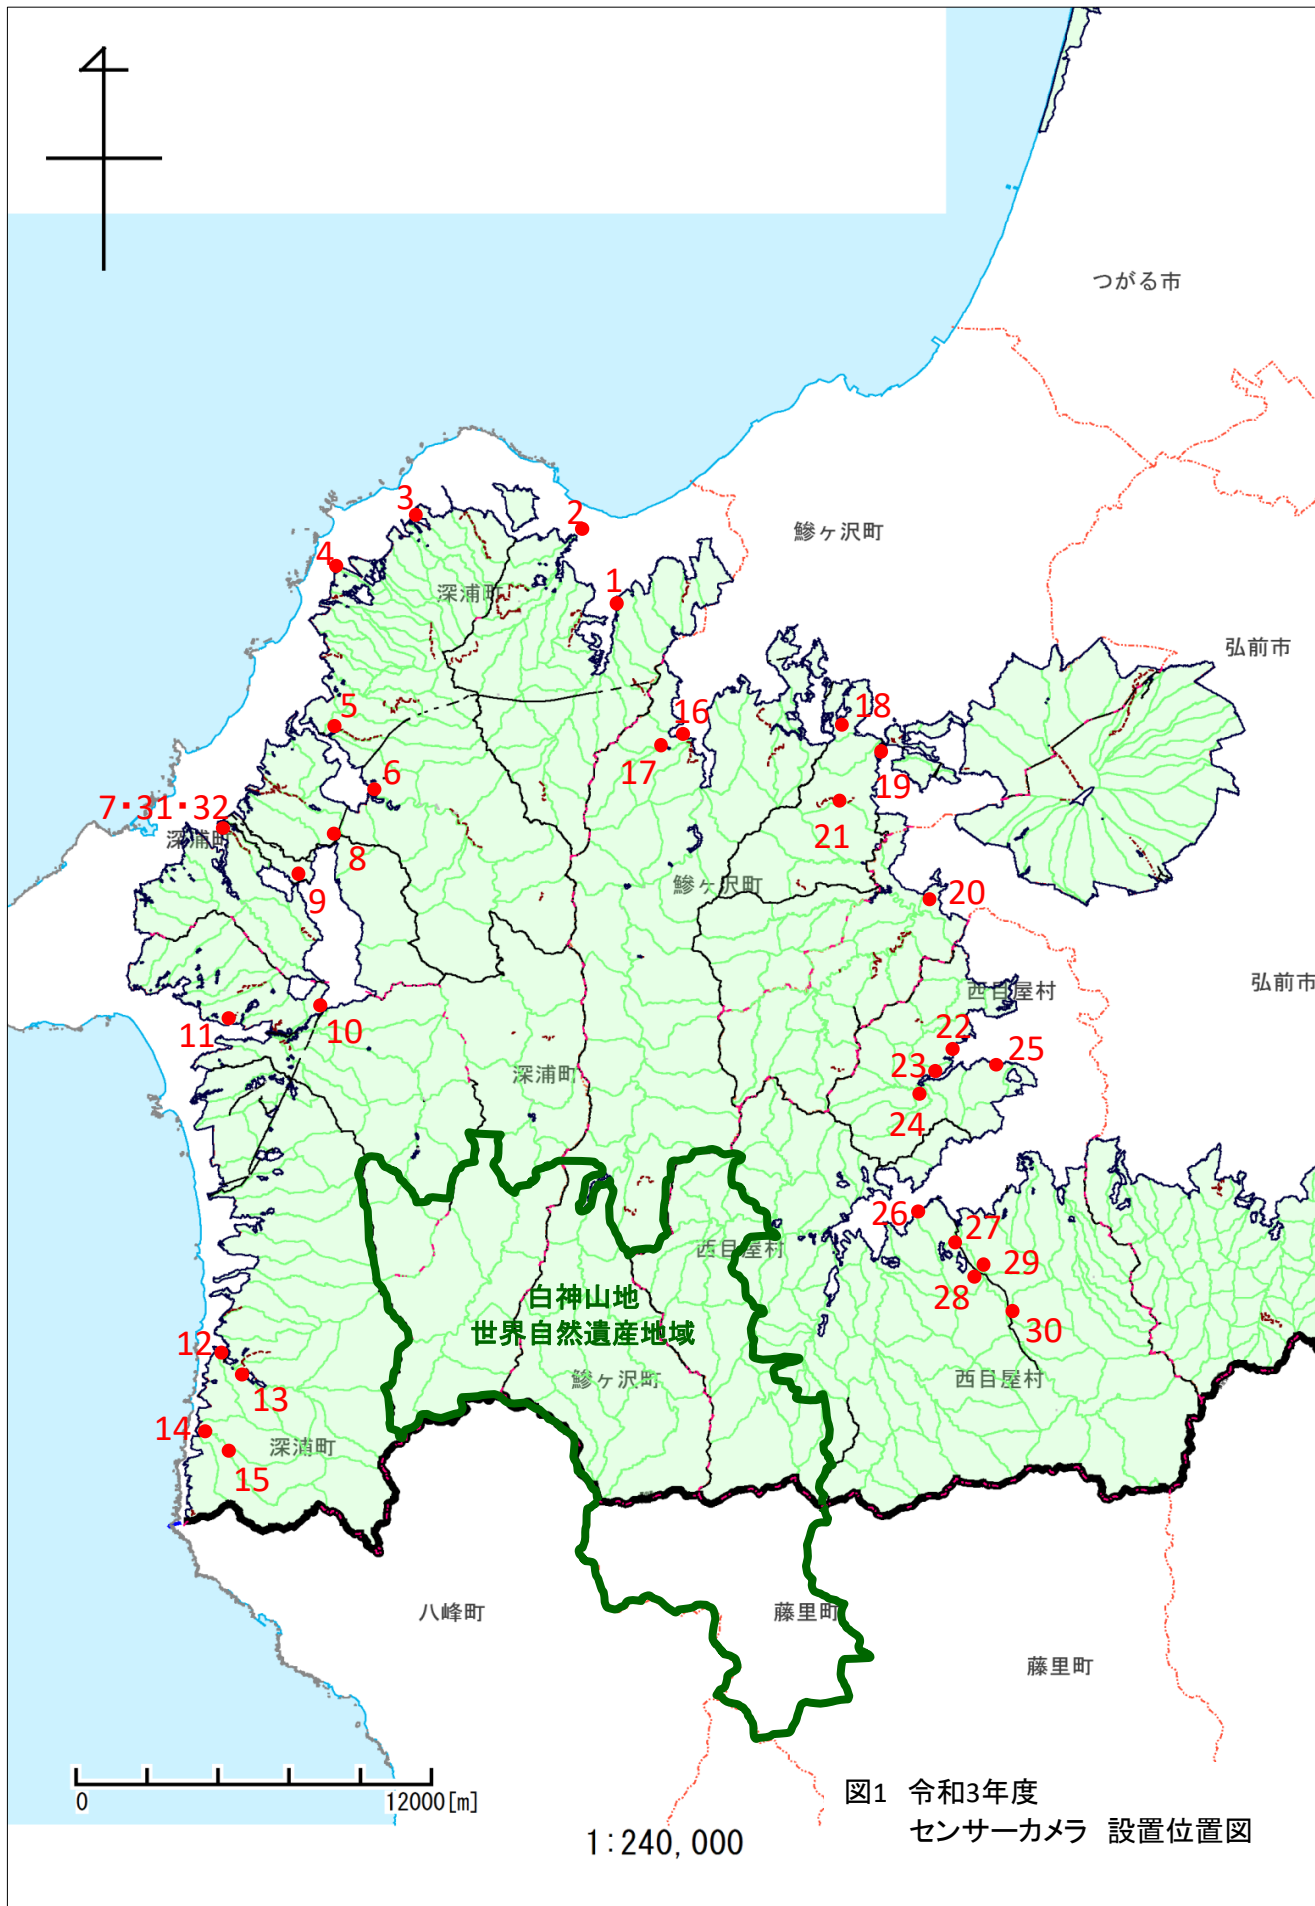 つがる市
鰺ヶ沢町
3
2
4
深浦町
1
弘前市
5
16
18
17
6
19
7・31・32
深浦町
21
8
鰺ヶ沢町
9
20
弘前市
西目屋村
11
10
22
25
深浦町
23
24
26
27
西目屋村
29
28
白神山地
世界自然遺産地域
30
12
鰺ヶ沢町
西目屋村
13
14
深浦町
15
八峰町
藤里町
藤里町
0
12000[m]
図1 令和3年度
センサーカメラ 設置位置図
1:240,000